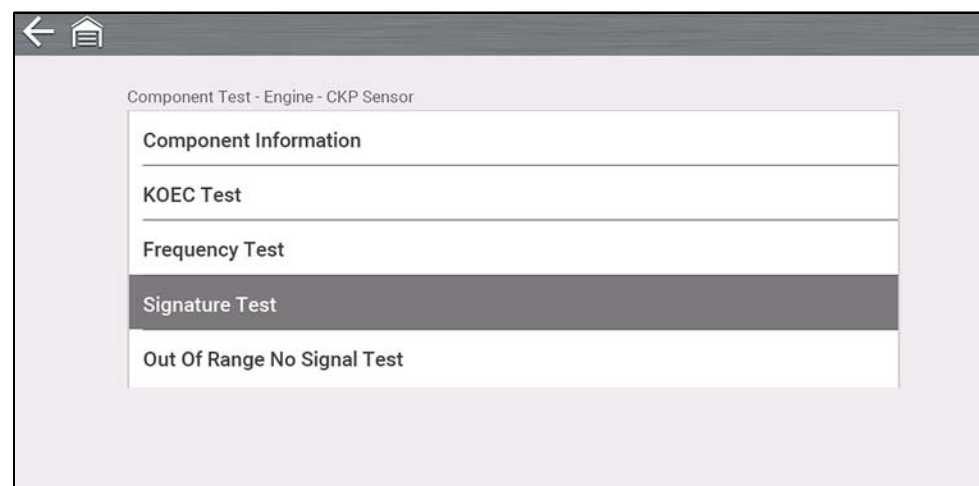 Component Test - Engine - CKP Sensor
Component Information
KOEC Test
Frequency Test
Signature Test
Out Of Range No Signal Test